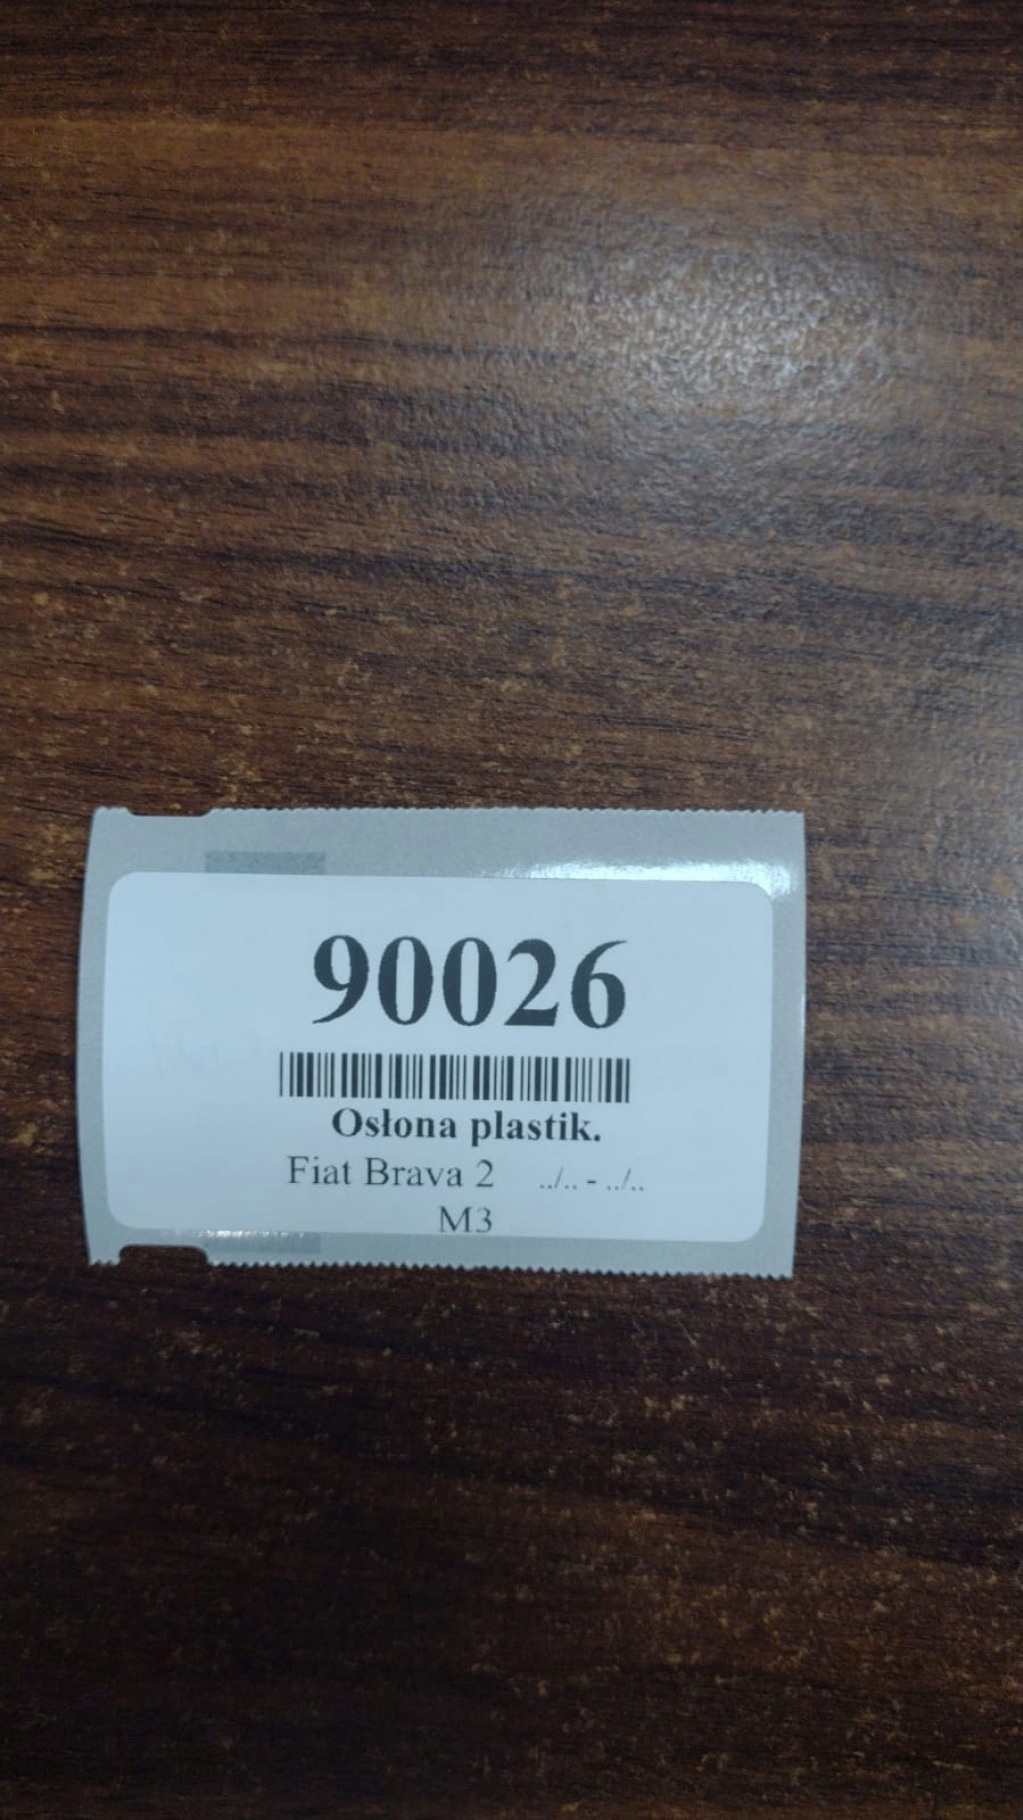 90026
Osłona plastik.
Fiat Brava 2 ../.. - ../..
M3